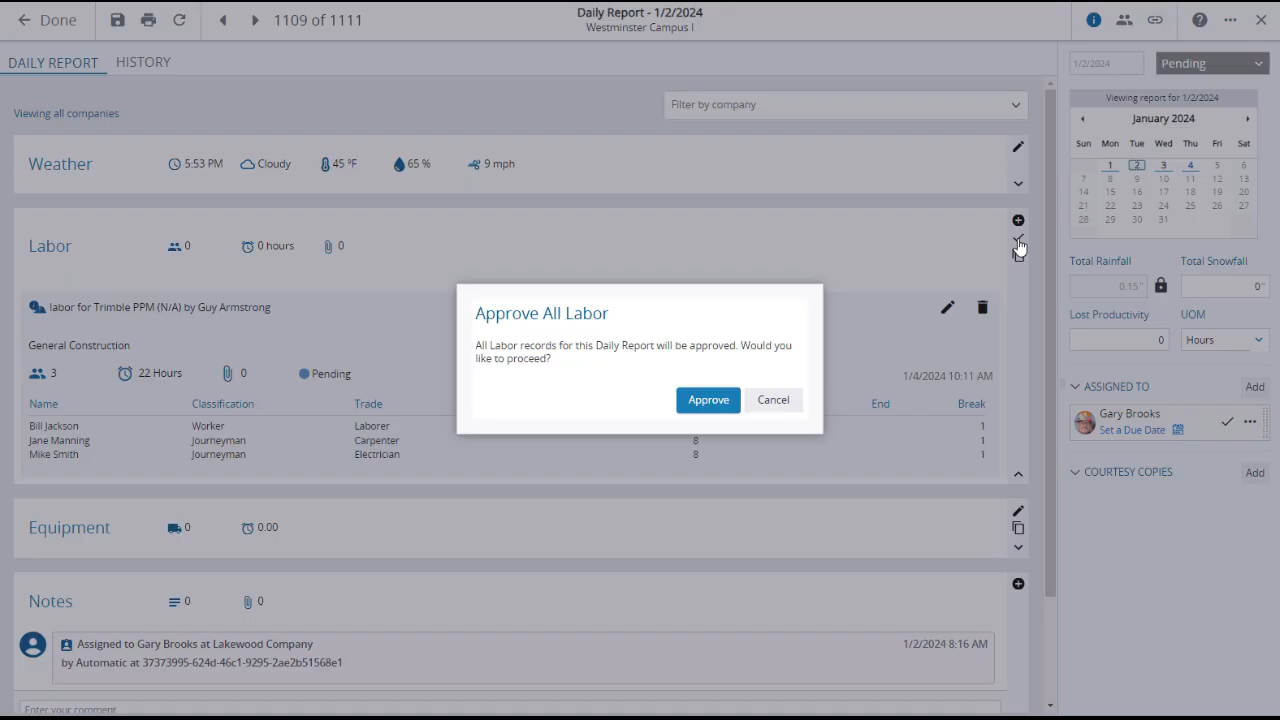 Done
1109 of 1111
Daily Report - 1/2/2024
Westminster Campus I
DAILY REPORT
HISTORY
Viewing all companies
Filter by company
Weather
5:53 PM
Cloudy
45 °F
65 %
9 mph
Labor
0
0 hours
0
labor for Trimble PPM (N/A) by Guy Armstrong
General Construction
3
22 Hours
0
Pending
1/4/2024 10:11 AM
Name Classification Trade End Break
Bill Jackson Worker Laborer 1
Jane Manning Journeyman Carpenter 8 1
Mike Smith Journeyman Electrician 8 1
Approve All Labor
All Labor records for this Daily Report will be approved. Would you
like to proceed?
Approve
Cancel
Equipment
0
0.00
Notes
0
0
Assigned to Gary Brooks at Lakewood Company
1/2/2024 8:16 AM
by Automatic at 37373995-624d-46c1-9295-2ae2b51568e1
Enter your comment
1/2/2024
Pending
Viewing report for 1/2/2024
January 2024
Sun Mon Tue Wed Thu Fri Sat
1 2 3 4 5 6
7 8 9 10 11 12 13
14 15 16 17 18 19 20
21 22 23 24 25 26 27
28 29 30 31
Total Rainfall
Total Snowfall
0.15"
0"
Lost Productivity
UOM
0
Hours
ASSIGNED TO
Add
Gary Brooks
Set a Due Date
COURTESY COPIES
Add